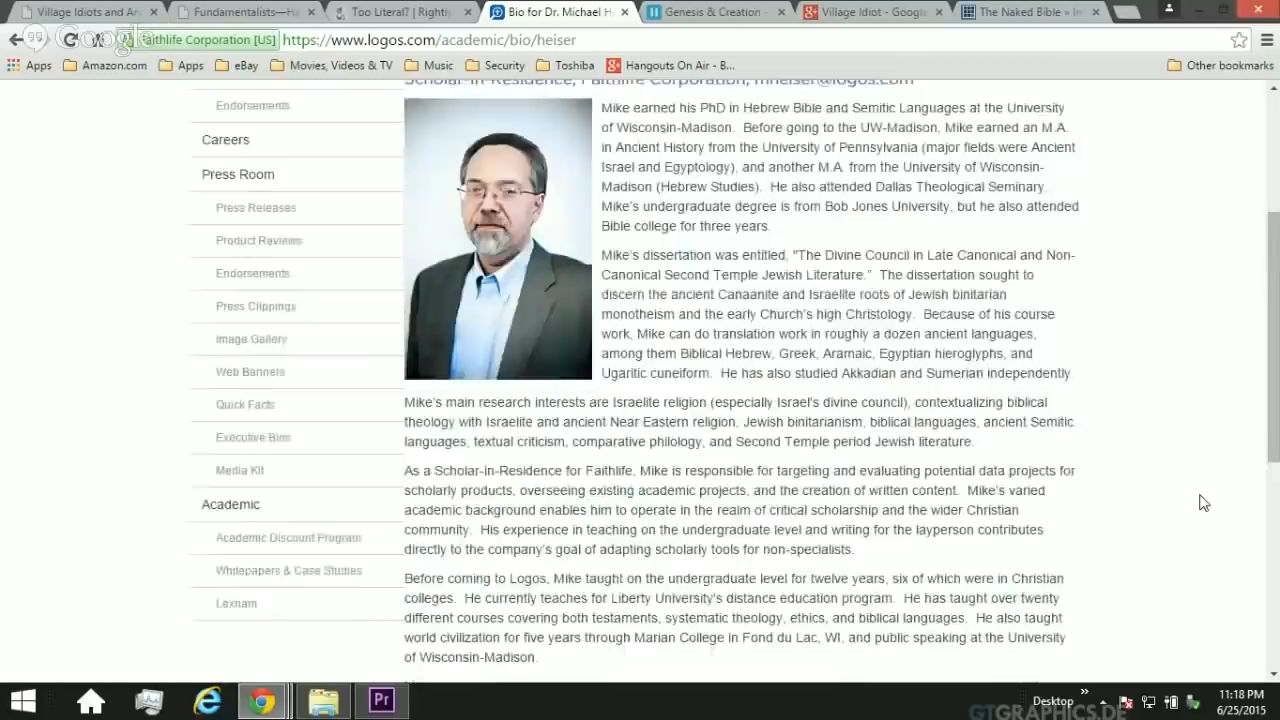 Village Idiots and An
Fundamentalists—Ha
Too Literal? | Rightly
Bio for Dr. Michael H
Genesis & Creation -
Village Idiot - Google
The Naked Bible » In
Faithlife Corporation [US]
https://www.logos.com/academic/bio/heiser
Apps
Amazon.com
Apps
eBay
Movies, Videos & TV
Music
Security
Toshiba
Hangouts On Air - B...
Other bookmarks
Scholar-in-Residence, Faithlife Corporation, mheiser@logos.com
Endorsements
Careers
Press Room
Press Releases
Product Reviews
Endorsements
Press Clippings
Image Gallery
Web Banners
Quick Facts
Executive Bios
Media Kit
Academic
Academic Discount Program
Whitepapers & Case Studies
Lexham
Mike earned his PhD in Hebrew Bible and Semitic Languages at the University
of Wisconsin-Madison. Before going to the UW-Madison, Mike earned an M.A.
in Ancient History from the University of Pennsylvania (major fields were Ancient
Israel and Egyptology), and another M.A. from the University of Wisconsin-
Madison (Hebrew Studies). He also attended Dallas Theological Seminary.
Mike's undergraduate degree is from Bob Jones University, but he also attended
Bible college for three years.
Mike's dissertation was entitled, "The Divine Council in Late Canonical and Non-
Canonical Second Temple Jewish Literature." The dissertation sought to
discern the ancient Canaanite and Israelite roots of Jewish binitarian
monotheism and the early Church's high Christology. Because of his course
work, Mike can do translation work in roughly a dozen ancient languages,
among them Biblical Hebrew, Greek, Aramaic, Egyptian hieroglyphs, and
Ugaritic cuneiform. He has also studied Akkadian and Sumerian independently.
Mike's main research interests are Israelite religion (especially Israel's divine council), contextualizing biblical
theology with Israelite and ancient Near Eastern religion, Jewish binitarianism, biblical languages, ancient Semitic
languages, textual criticism, comparative philology, and Second Temple period Jewish literature.
As a Scholar-in-Residence for Faithlife, Mike is responsible for targeting and evaluating potential data projects for
scholarly products, overseeing existing academic projects, and the creation of written content. Mike's varied
academic background enables him to operate in the realm of critical scholarship and the wider Christian
community. His experience in teaching on the undergraduate level and writing for the layperson contributes
directly to the company's goal of adapting scholarly tools for non-specialists.
Before coming to Logos, Mike taught on the undergraduate level for twelve years, six of which were in Christian
colleges. He currently teaches for Liberty University's distance education program. He has taught over twenty
different courses covering both testaments, systematic theology, ethics, and biblical languages. He also taught
world civilization for five years through Marian College in Fond du Lac, WI, and public speaking at the University
of Wisconsin-Madison.
Pr
Desktop
11:18 PM
6/25/2015
GTGRAPHICS.DE